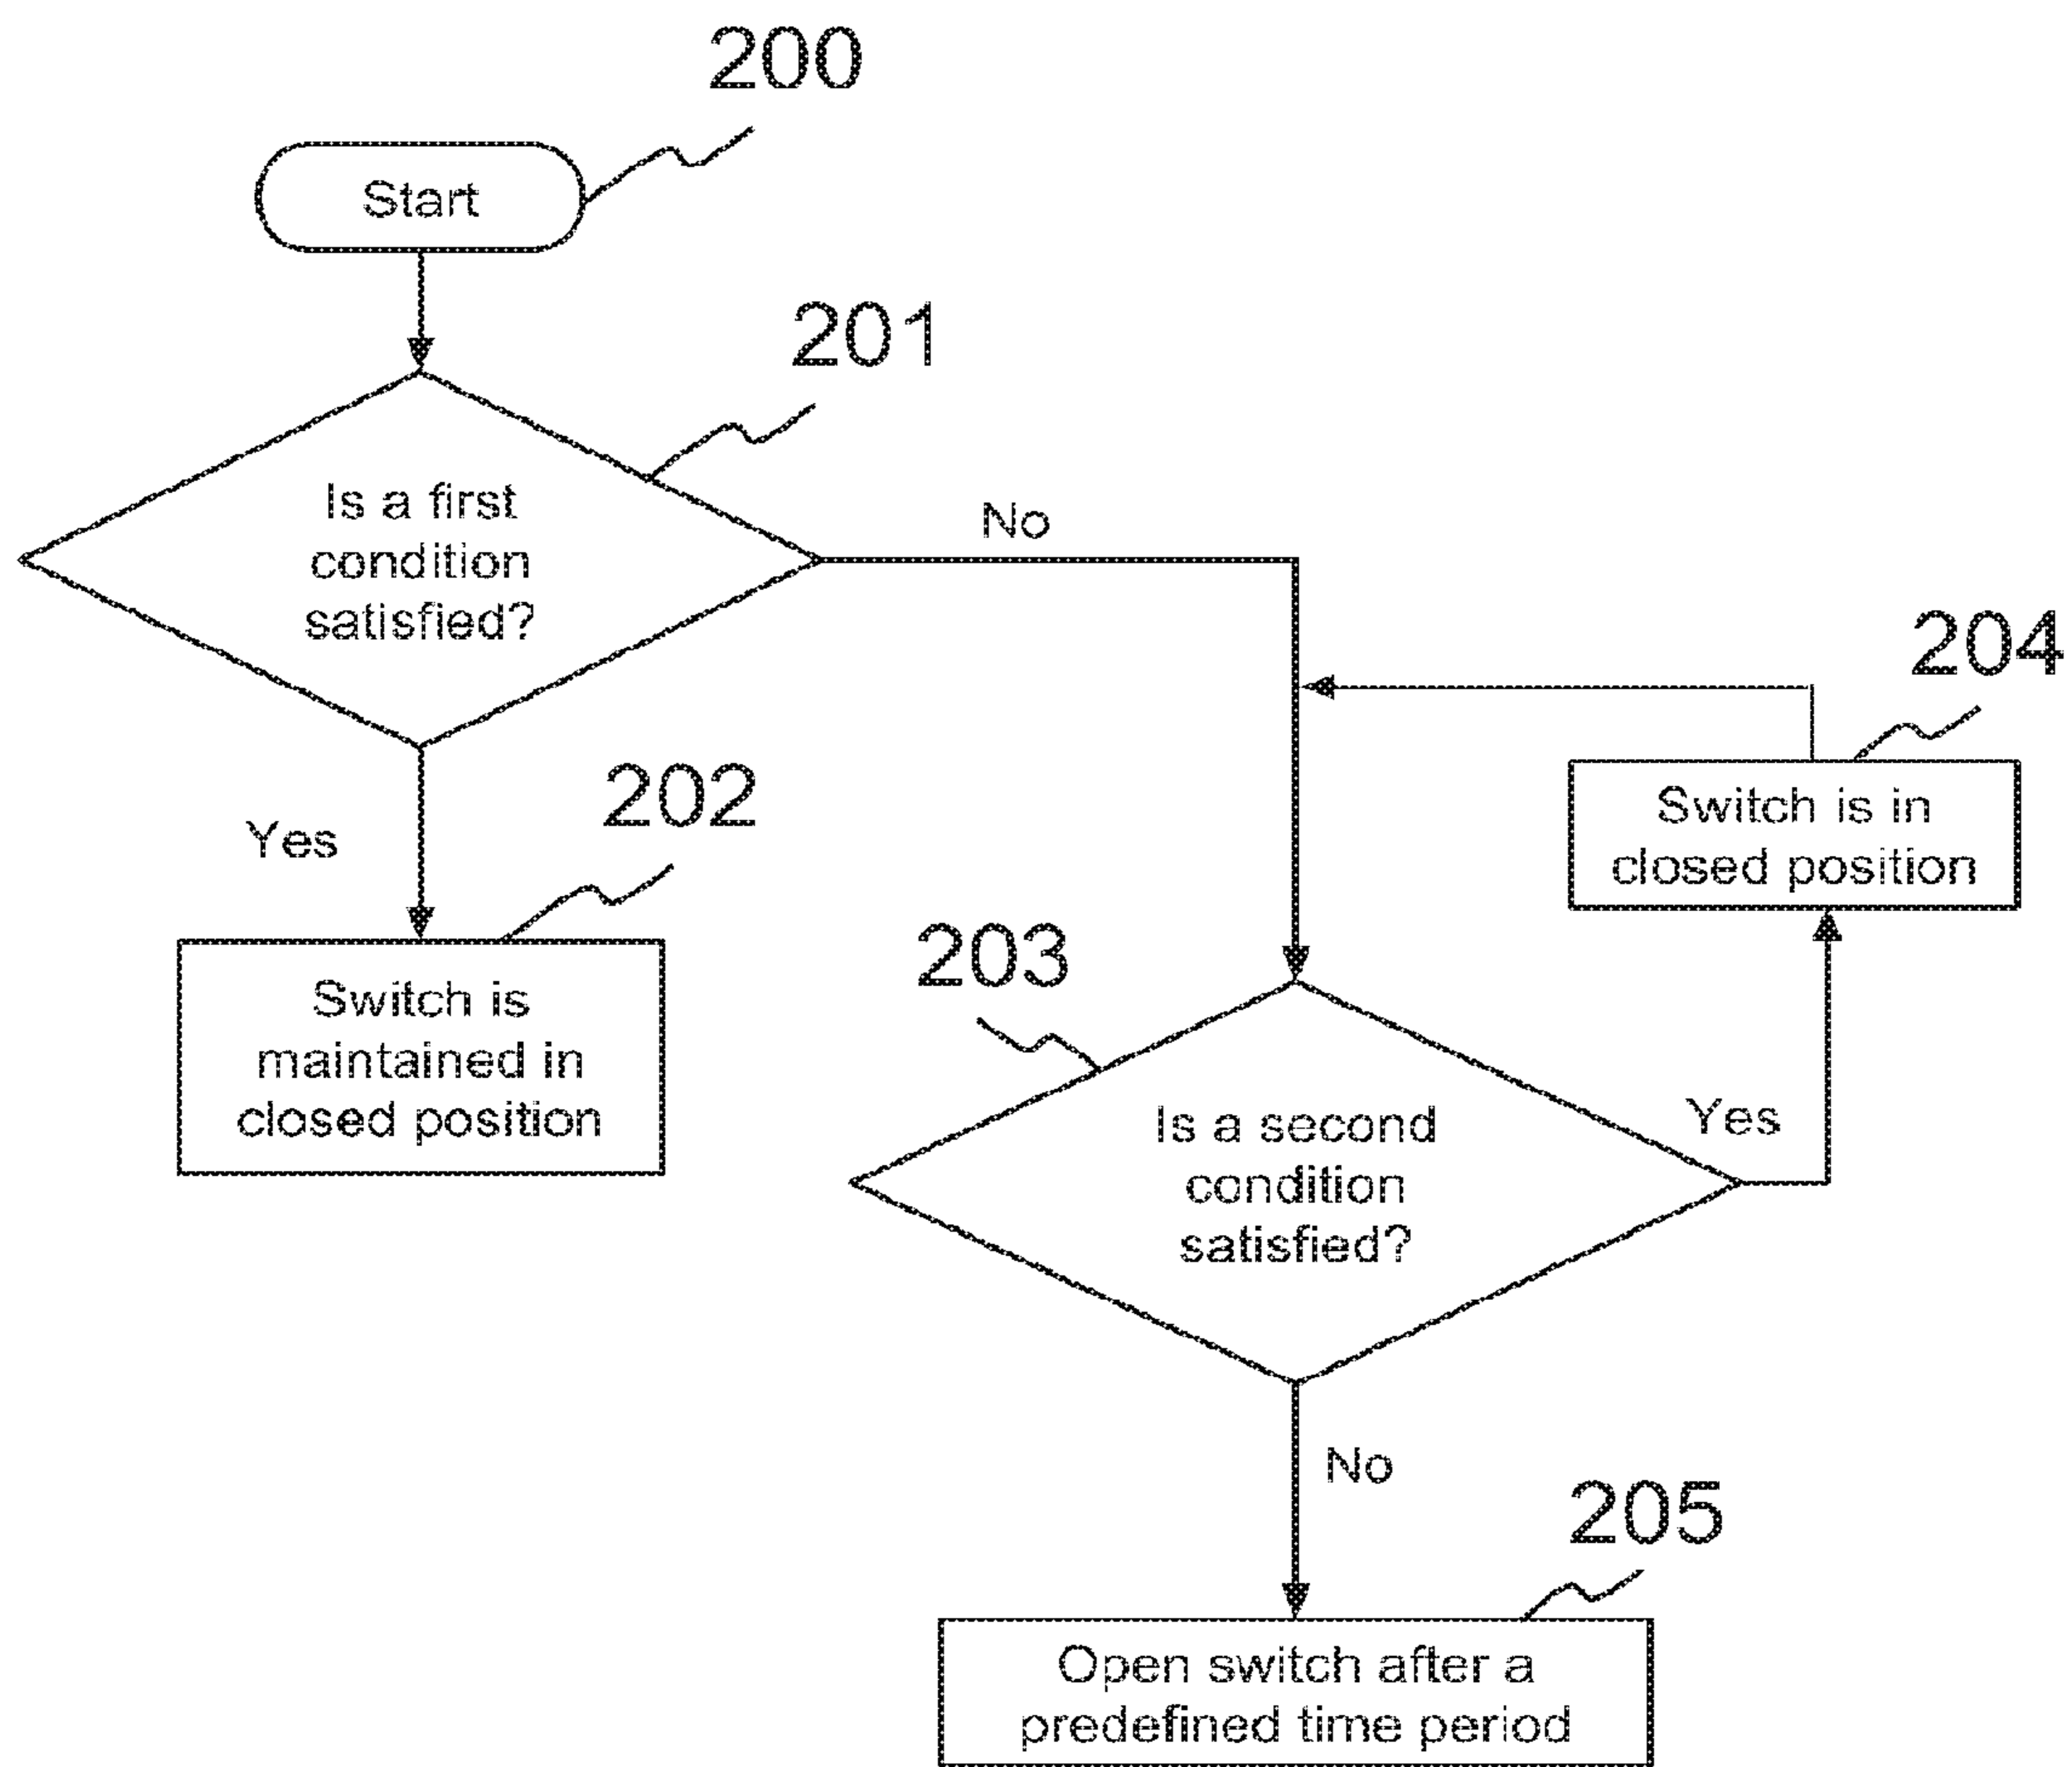 200
Start
201
Is a first
condition
satisfied?
No
204
Switch is in
closed position
Yes
202
Switch is
maintained in
closed position
203
Is a second
condition
satisfied?
Yes
No
205
Open switch after a
predefined time period